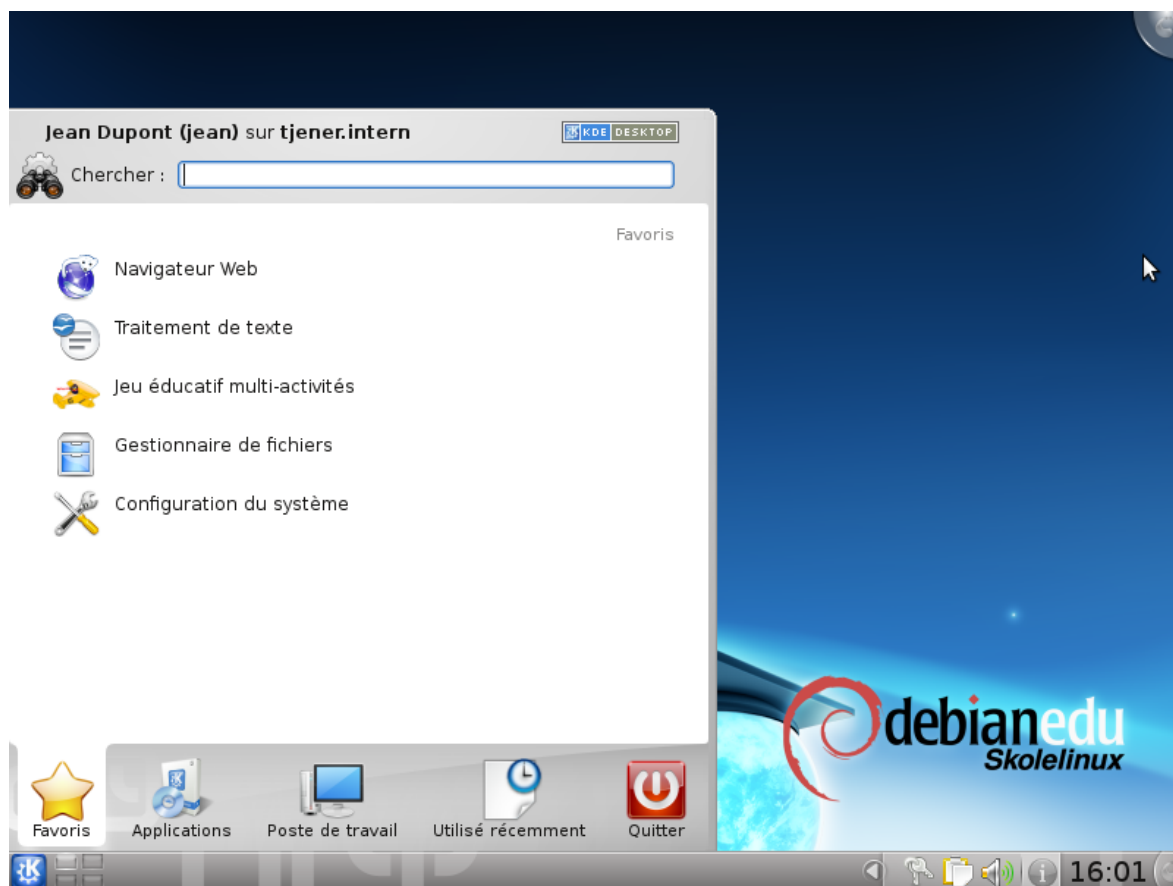 Jean Dupont (jean) sur tjener.intern
KDE DESKTOP
Chercher :
Favoris
Navigateur Web
Traitement de texte
Jeu éducatif multi-activités
Gestionnaire de fichiers
Configuration du système
debianedu
Skolelinux
Favoris
Applications
Poste de travail
Utilisé récemment
Quitter
16:01